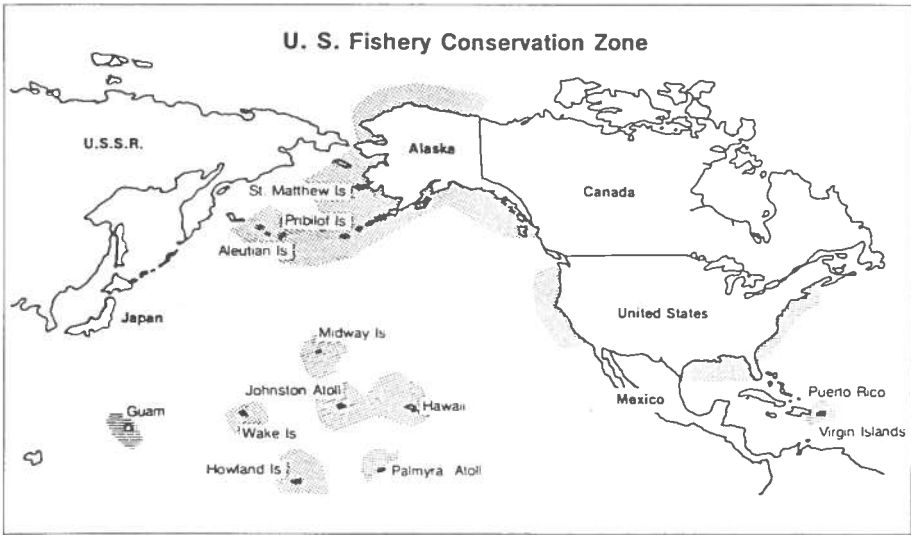 U. S. Fishery Conservation Zone
U.S.S.R.
Alaska
St. Matthew Is
Canada
Pribilof Is
Aleutian Is
Japan
United States
Midway Is
Johnston Atoll
Hawaii
Mexico
Puerto Rico
Guam
Wake Is
Virgin Islands
Howland Is
Palmyra Atoll